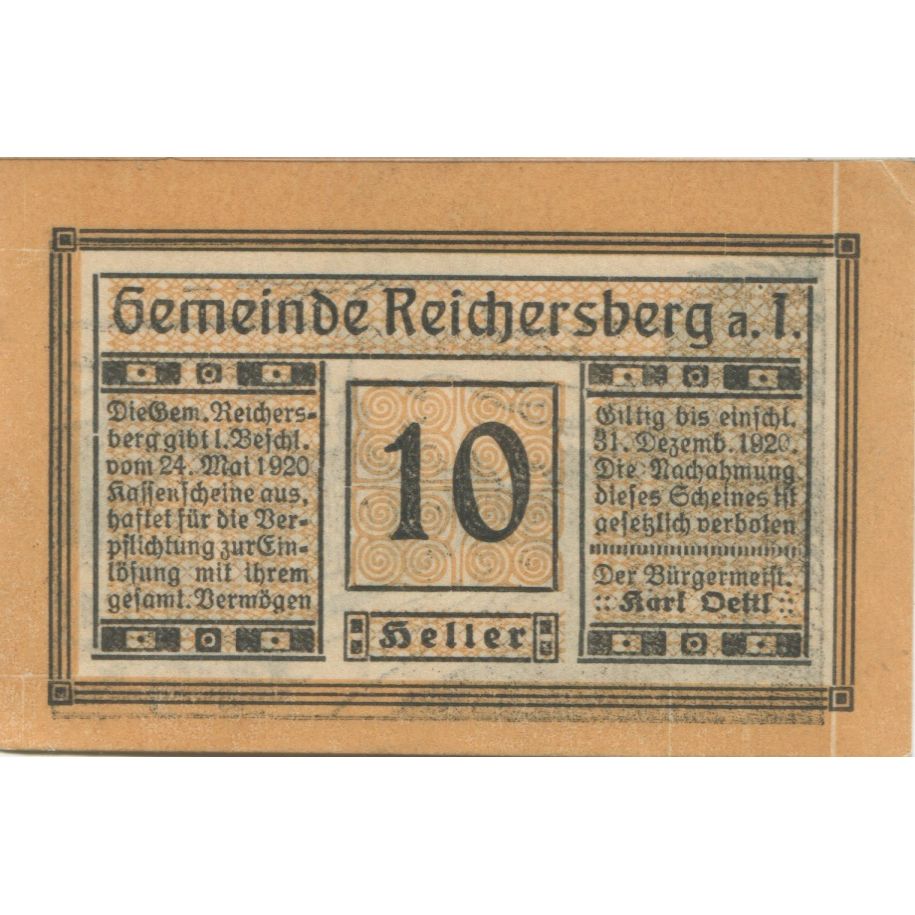 Gemeinde Reichersberg a. I.
Die Gem. Reichers-
berg gibt l. Beschl.
vom 24. Mai 1920
Kassenscheine aus,
haftet für die Ver-
pflichtung zur Ein-
lösung mit ihrem
gesamt. Vermögen
10
Heller
Giltig bis einschl.
31. Dezemb. 1920.
Die Nachahmung
dieses Scheines ist
gesetzlich verboten
Der Bürgermeist.
:: Karl Oettl ::